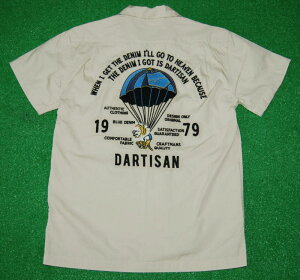 WHEN I GET THE DENIM I'LL GO TO HEAVEN BECAUSE
THE DENIM I GOT IS DARTISAN
AUTHENTIC
CLOTHING
DESIGN ONLY
ORIGINAL
19
BLUE DENIM
SATISFACTION
GUARANTEED
79
COMFORTABLE
FABRIC
CRAFTMANS
QUALITY
DARTISAN